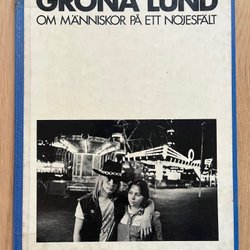 GRÖNA LUND
OM MÄNNISKOR PÅ ETT NÖJESFÄLT